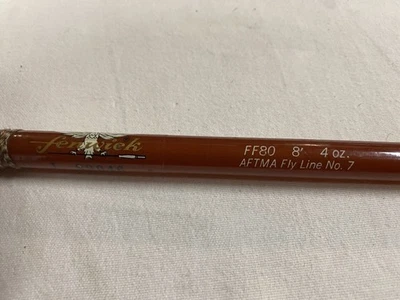 fenwick
FF80 8' 4 oz.
AFTMA Fly Line No. 7